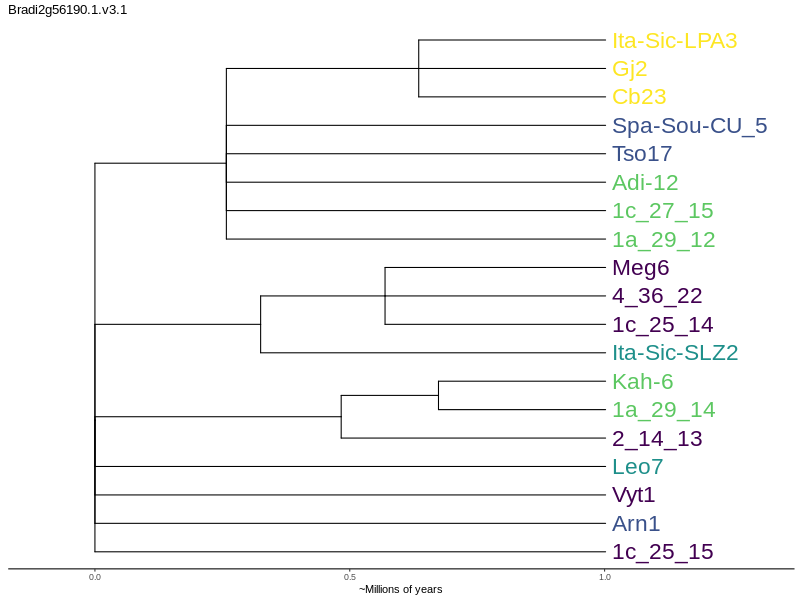 Bradi2g56190.1.v3.1
Ita-Sic-LPA3
Gj2
Cb23
Spa-Sou-CU_5
Tso17
Adi-12
1c_27_15
1a_29_12
Meg6
4_36_22
1c_25_14
Ita-Sic-SLZ2
Kah-6
1a_29_14
2_14_13
Leo7
Vyt1
Arn1
1c_25_15
0.0 0.5 1.0
~Millions of years